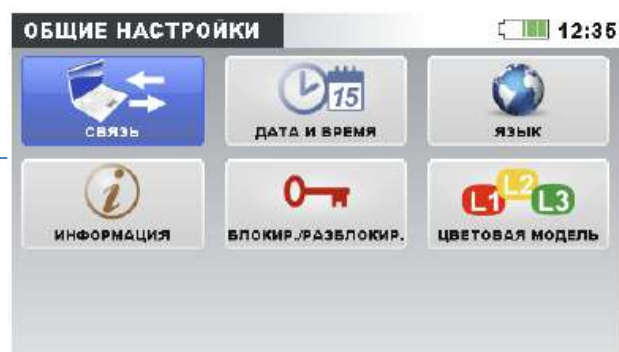 ОБЩИЕ НАСТРОЙКИ 12:35
15
СВЯЗЬ ДАТА И ВРЕМЯ ЯЗЫК
L1 L2 L3
ИНФОРМАЦИЯ БЛОКИР./РАЗБЛОКИР. ЦВЕТОВАЯ МОДЕЛЬ